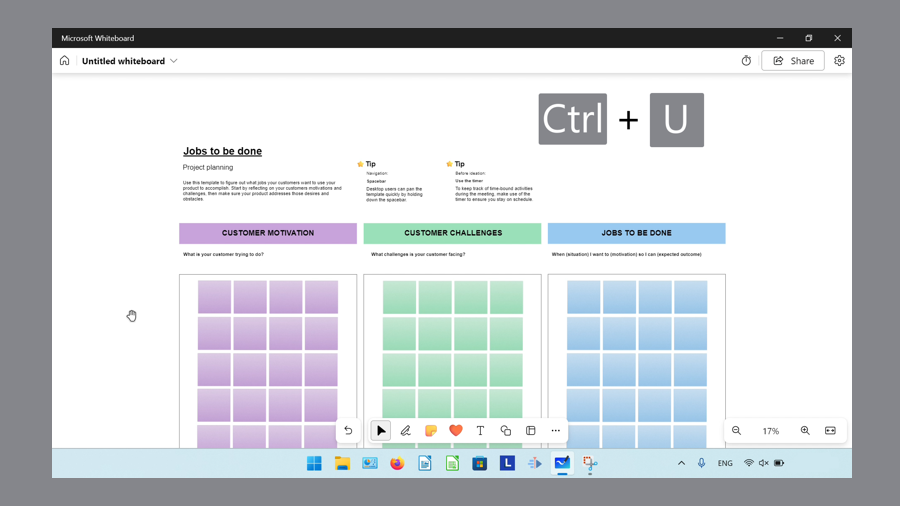 Microsoft Whiteboard
Untitled whiteboard
Share
Ctrl + U
Jobs to be done
Project planning
Use this template to figure out what jobs your customers want to use your
product to accomplish. Start by reflecting on your customers motivations and
challenges, then make sure your product addresses those desires and
obstacles.
Tip
Navigation:
Spacebar
Desktop users can pan the
template quickly by holding
down the spacebar.
Tip
Before ideation:
Use the timer
To keep track of time-bound activities
during the meeting, make use of the
timer to ensure you stay on schedule.
CUSTOMER MOTIVATION
CUSTOMER CHALLENGES
JOBS TO BE DONE
What is your customer trying to do?
What challenges is your customer facing?
When (situation) I want to (motivation) so I can (expected outcome)
T
17%
L
ENG